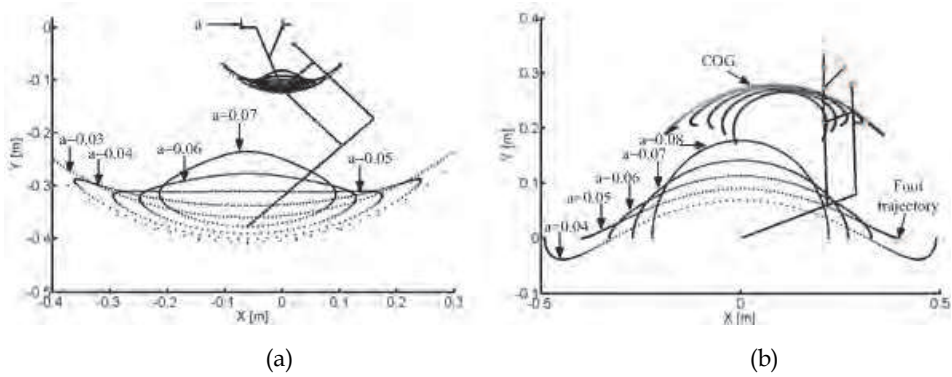 a
0
-0.1
-0.2
-0.3
-0.5
-0.4 -0.3 -0.2 -0.1 0 0.1 0.2 0.3
Y [m]
X [m]
a=0.03
a=0.04
a=0.06
a=0.07
a=0.05
(a)
0.4
0.3
0.2
0.1
0
-0.1
-0.5 0 0.5
Y [m]
X [m]
COG
a=0.08
a=0.07
a=0.06
a=0.05
a=0.04
Foot
trajectory
(b)